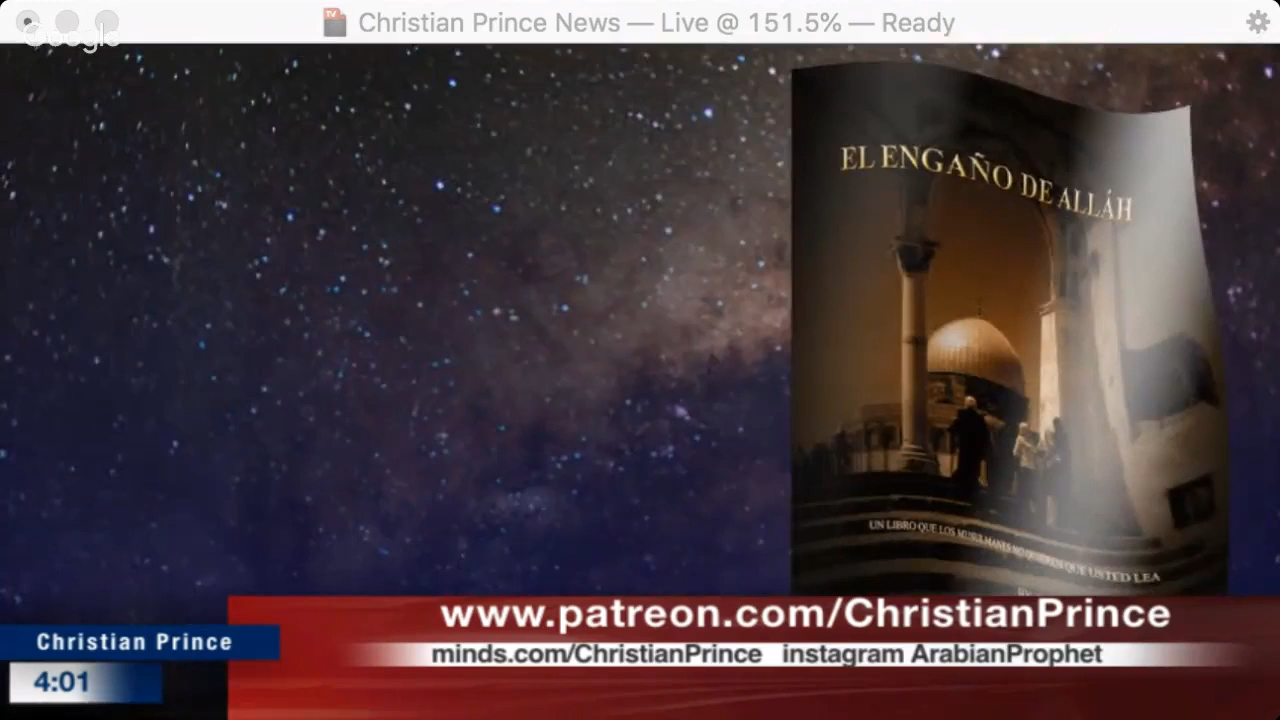 Christian Prince News — Live @ 151.5% — Ready
Google
EL ENGAÑO DE ALLÁH
UN LIBRO QUE LOS MUSULMANES NO QUIEREN QUE USTED LEA
www.patreon.com/ChristianPrince
Christian Prince
minds.com/ChristianPrince instagram ArabianProphet
4:01